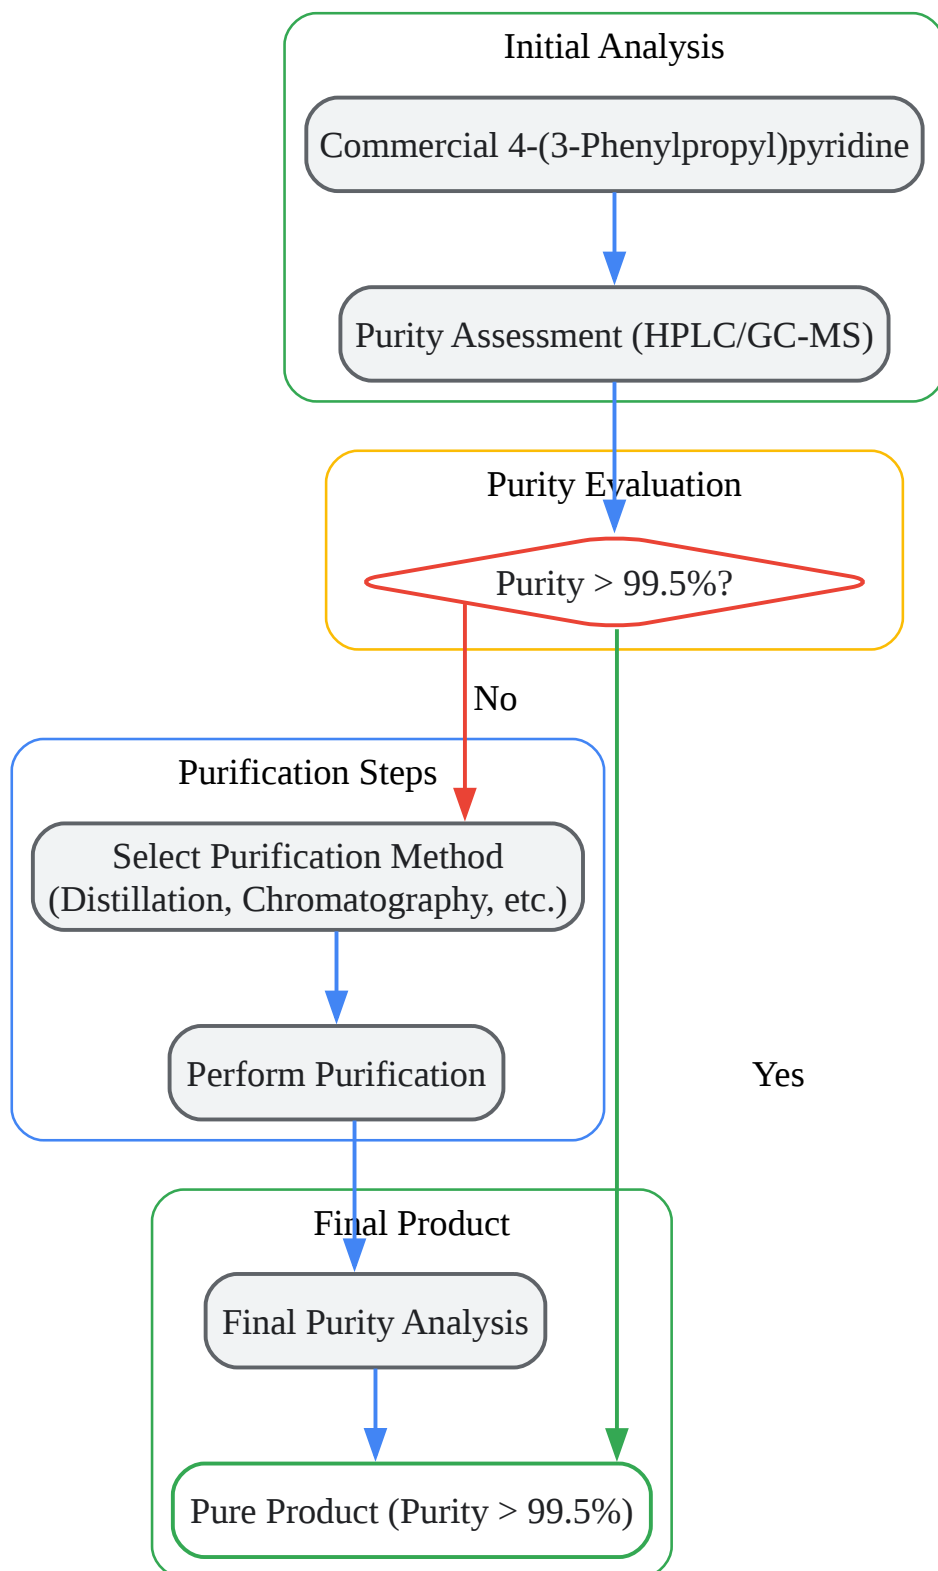 Initial Analysis
Commercial 4-(3-Phenylpropyl)pyridine
Purity Assessment (HPLC/GC-MS)
Purity Evaluation
Purity > 99.5%?
No
Purification Steps
Select Purification Method
(Distillation, Chromatography, etc.)
Perform Purification
Yes
Final Product
Final Purity Analysis
Pure Product (Purity > 99.5%)